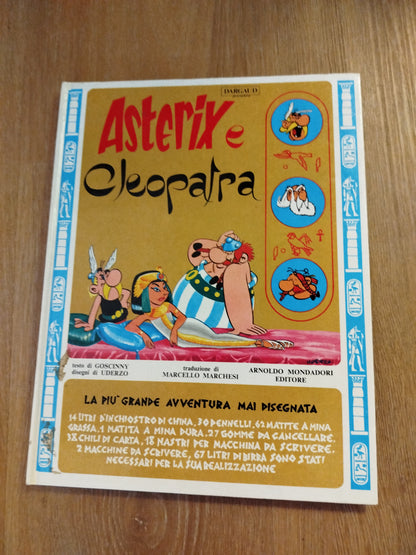 DARGAUD
presenta
Asterix e
Cleopatra
UDERZO
testo di GOSCINNY
disegni di UDERZO
traduzione di
MARCELLO MARCHESI
ARNOLDO MONDADORI
EDITORE
LA PIU' GRANDE AVVENTURA MAI DISEGNATA
14 LITRI D'INCHIOSTRO DI CHINA, 30 PENNELLI, 62 MATITE A MINA
GRASSA, 1 MATITA A MINA DURA, 27 GOMME DA CANCELLARE,
38 CHILI DI CARTA, 18 NASTRI PER MACCHINA DA SCRIVERE,
2 MACCHINE DA SCRIVERE, 67 LITRI DI BIRRA SONO STATI
NECESSARI PER LA SUA REALIZZAZIONE